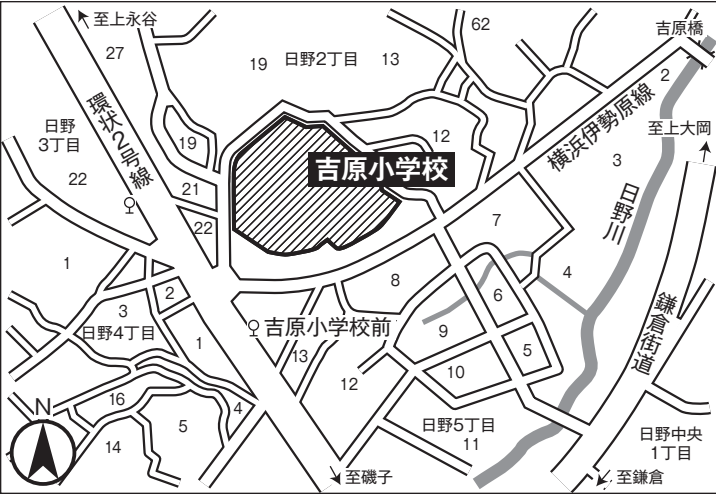 至上永谷
27
19
日野2丁目
13
62
吉原橋
2
環状2号線
日野
3丁目
22
19
21
22
12
吉原小学校
横浜伊勢原線
至上大岡
3
日野川
7
4
1
2
3
日野4丁目
1
8
6
吉原小学校前
9
5
鎌倉街道
13
12
10
16
4
5
14
N
日野5丁目
11
日野中央
1丁目
至磯子
至鎌倉